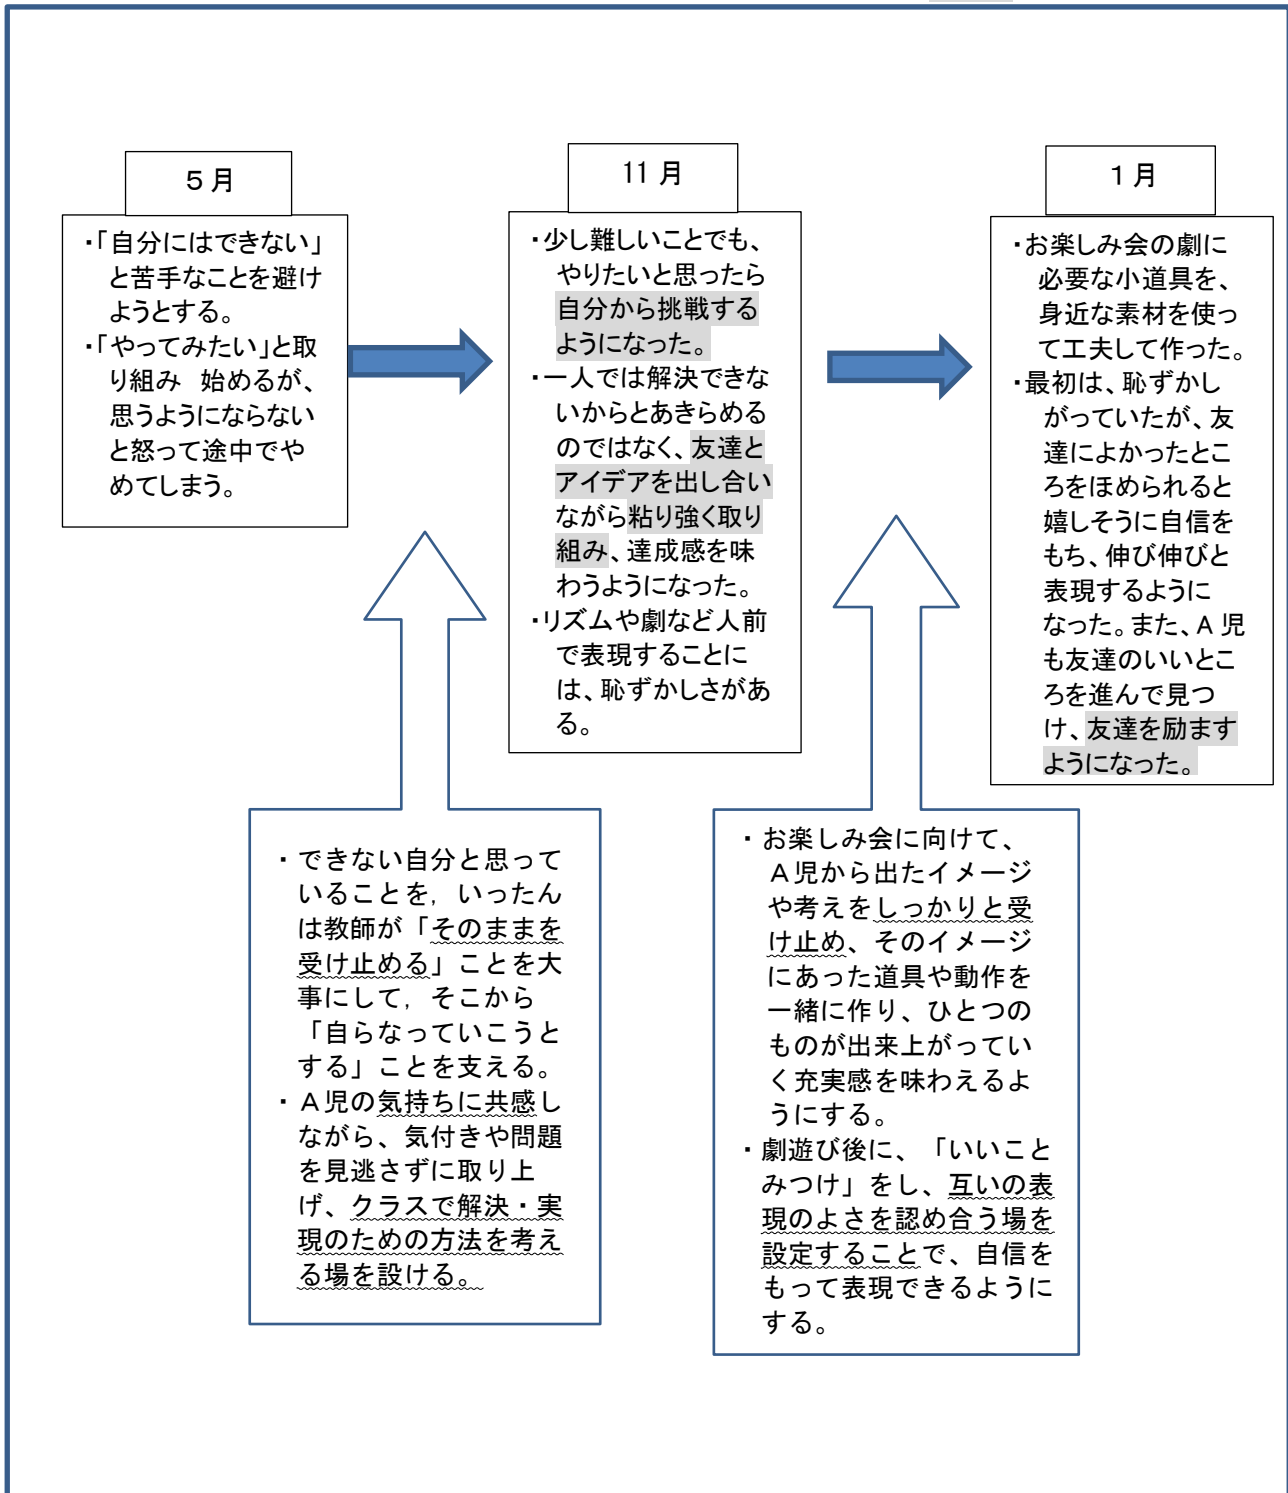 ５月
・「自分にはできない」
と苦手なことを避け
ようとする。
・「やってみたい」と取
り組み　始めるが、
思うようにならない
と怒って途中でや
めてしまう。
11 月
・少し難しいことでも、
やりたいと思ったら
自分から挑戦する
ようになった。
・一人では解決できな
いからとあきらめる
のではなく、友達と
アイデアを出し合い
ながら粘り強く取り
組み、達成感を味
わうようになった。
・リズムや劇など人前
で表現することに
は、恥ずかしさがあ
る。
１月
・お楽しみ会の劇に
必要な小道具を、
身近な素材を使っ
て工夫して作った。
・最初は、恥ずかし
がっていたが、友
達によかったとこ
ろをほめられると
嬉しそうに自信を
もち、伸び伸びと
表現するように
なった。また、Ａ児
も友達のいいとこ
ろを進んで見つ
け、友達を励ます
ようになった。
・できない自分と思って
いることを，いったん
は教師が「そのままを
受け止める」ことを大
事にして，そこから
「自らなっていこうと
する」ことを支える。
・Ａ児の気持ちに共感し
ながら、気付きや問題
を見逃さずに取り上
げ、クラスで解決・実
現のための方法を考え
る場を設ける。
・お楽しみ会に向けて、
Ａ児から出たイメージ
や考えをしっかりと受
け止め、そのイメージ
にあった道具や動作を
一緒に作り、ひとつの
ものが出来上がってい
く充実感を味わえるよ
うにする。
・劇遊び後に、「いいこと
みつけ」をし、互いの表
現のよさを認め合う場を
設定することで、自信を
もって表現できるように
する。